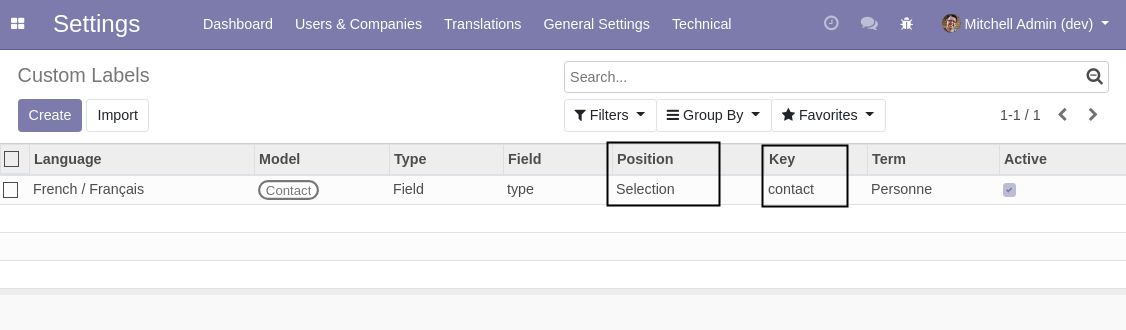 Settings Dashboard Users & Companies Translations General Settings Technical Mitchell Admin (dev)
Custom Labels Search...
Create Import Filters Group By Favorites 1-1 / 1
Language Model Type Field Position Key Term Active
French / Français Contact Field type Selection contact Personne